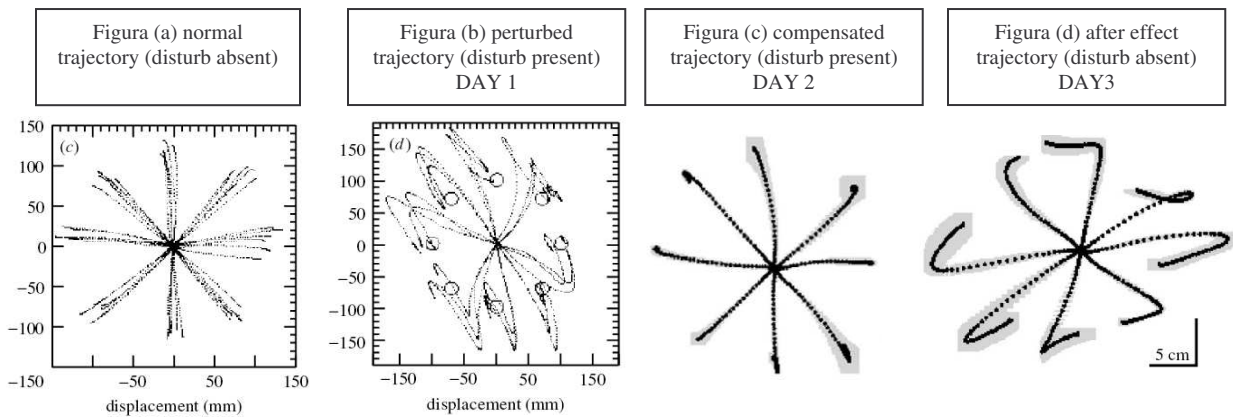 Figura (a) normal
trajectory (disturb absent)
Figura (b) perturbed
trajectory (disturb present)
DAY 1
Figura (c) compensated
trajectory (disturb present)
DAY 2
Figura (d) after effect
trajectory (disturb absent)
DAY3
150
(c)
100
50
0
−50
−100
−150
−150
−50
50
150
displacement (mm)
(d)
150
100
50
0
−50
−100
−150
−150
−50
50
150
displacement (mm)
5 cm